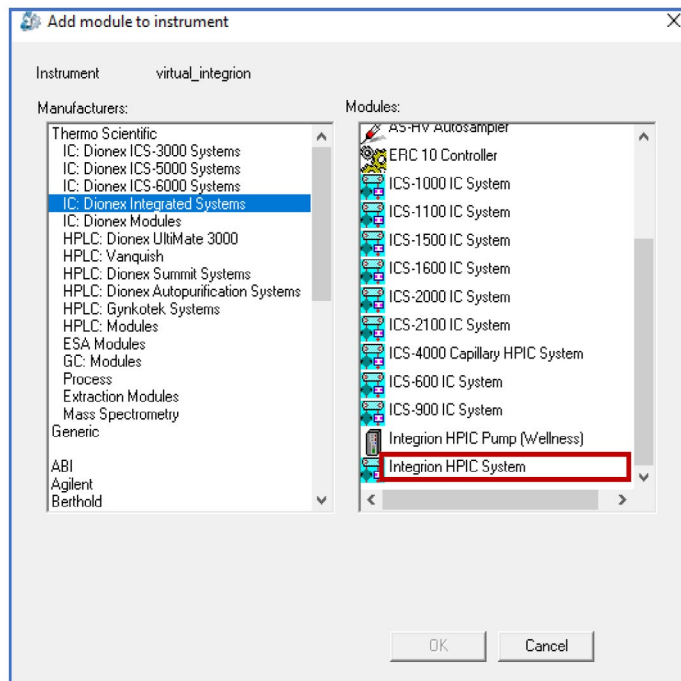 Add module to instrument
Instrument virtual_integrion
Manufacturers:
Thermo Scientific
IC: Dionex ICS-3000 Systems
IC: Dionex ICS-5000 Systems
IC: Dionex ICS-6000 Systems
IC: Dionex Integrated Systems
IC: Dionex Modules
HPLC: Dionex UltiMate 3000
HPLC: Vanquish
HPLC: Dionex Summit Systems
HPLC: Dionex Autopurification Systems
HPLC: Gynkotek Systems
HPLC: Modules
ESA Modules
GC: Modules
Process
Extraction Modules
Mass Spectrometry
Generic
ABI
Agilent
Berthold
Modules:
AS-HV Autosampler
ERC 10 Controller
ICS-1000 IC System
ICS-1100 IC System
ICS-1500 IC System
ICS-1600 IC System
ICS-2000 IC System
ICS-2100 IC System
ICS-4000 Capillary HPIC System
ICS-600 IC System
ICS-900 IC System
Integrion HPIC Pump (Wellness)
Integrion HPIC System
OK Cancel